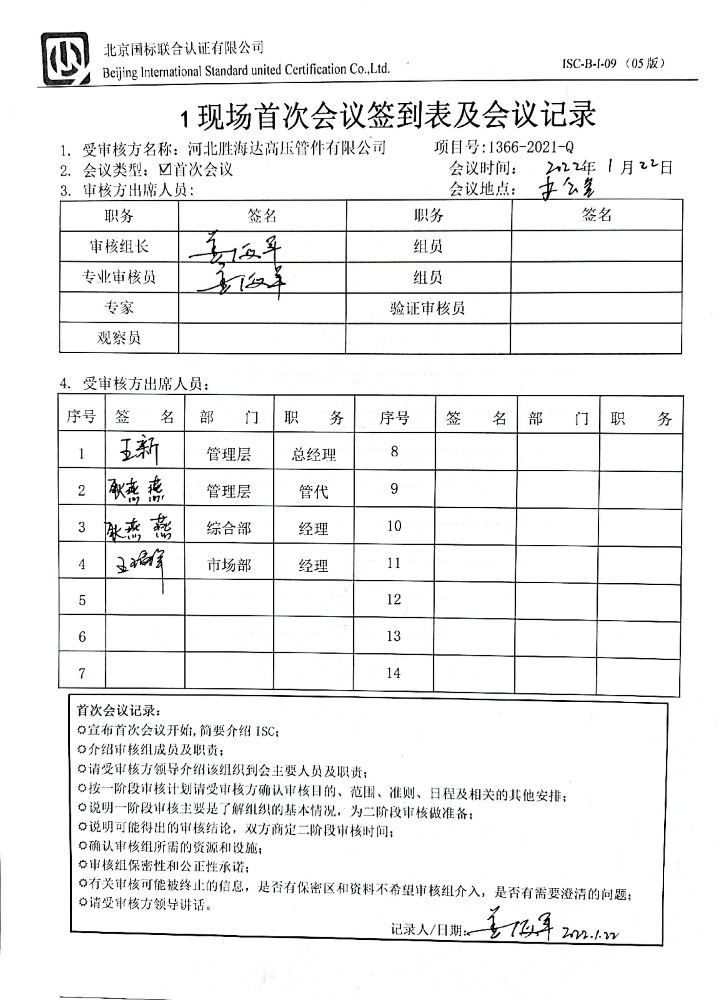 北京国标联合认证有限公司
Beijing International Standard united Certification Co.,Ltd.
ISC-B-I-09 （05版）
1 现场首次会议签到表及会议记录
1. 受审核方名称：河北胜海达高压管件有限公司 项目号:1366-2021-Q
2. 会议类型：☑首次会议 会议时间： 2022年 1 月 22 日
3. 审核方出席人员： 会议地点： 办公室
职务 签名 职务 签名
审核组长 组员
专业审核员 组员
专家 验证审核员
观察员
4. 受审核方出席人员：
序号 签 名 部 门 职 务 序号 签 名 部 门 职 务
1 王新 管理层 总经理 8
2 耿燕燕 管理层 管代 9
3 耿燕燕 综合部 经理 10
4 市场部 经理 11
5 12
6 13
7 14
首次会议记录：
✿宣布首次会议开始,简要介绍 ISC；
✿介绍审核组成员及职责；
✿请受审核方领导介绍该组织到会主要人员及职责；
✿按一阶段审核计划请受审核方确认审核目的、范围、准则、日程及相关的其他安排；
✿说明一阶段审核主要是了解组织的基本情况，为二阶段审核做准备；
✿说明可能得出的审核结论，双方商定二阶段审核时间；
✿确认审核组所需的资源和设施；
✿审核组保密性和公正性承诺；
✿有关审核可能被终止的信息，是否有保密区和资料不希望审核组介入，是否有需要澄清的问题；
✿请受审核方领导讲话。
记录人/日期： 2022.1.22